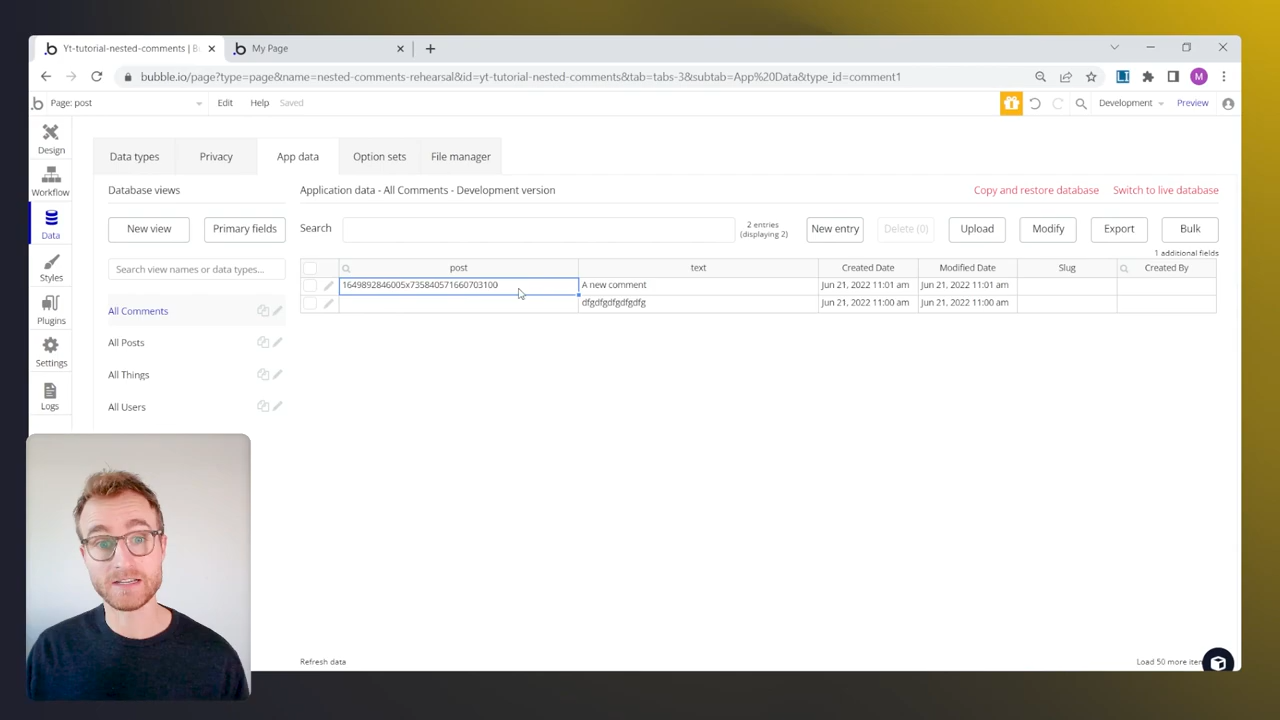 Yt-tutorial-nested-comments | B
My Page
bubble.io/page?type=page&name=nested-comments-rehearsal&id=yt-tutorial-nested-comments&tab=tabs-3&subtab=App%20Data&type_id=comment1
Page: post
Edit
Help
Saved
Development
Preview
Design
Workflow
Data
Styles
Plugins
Settings
Logs
Data types
Privacy
App data
Option sets
File manager
Database views
New view
Primary fields
Search view names or data types...
All Comments
All Posts
All Things
All Users
Application data - All Comments - Development version
Copy and restore database
Switch to live database
Search
2 entries
(displaying 2)
New entry
Delete (0)
Upload
Modify
Export
Bulk
1 additional fields
post text Created Date Modified Date Slug Created By
1649892846005x735840571660703100 A new comment Jun 21, 2022 11:01 am Jun 21, 2022 11:01 am
dfgdfgdfgdfgdfg Jun 21, 2022 11:00 am Jun 21, 2022 11:00 am
Refresh data
Load 50 more